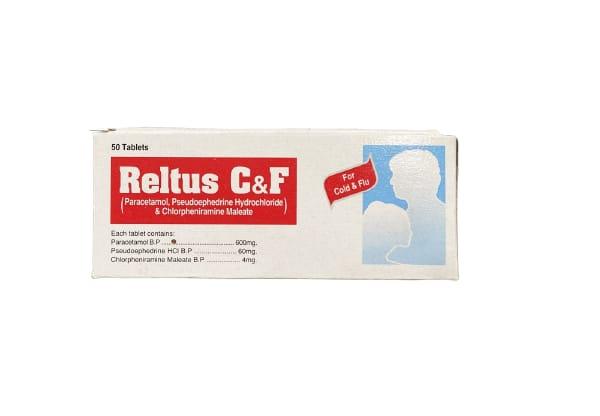 50 Tablets
Reltus C&F
(Paracetamol, Pseudoephedrine Hydrochloride
& Chlorpheniramine Maleate)
For
Cold & Flu
Each tablet contains:
Paracetamol B.P ............................ 600mg.
Pseudoephedrine HCl B.P .................. 60mg.
Chlorpheniramine Maleate B.P .............. 4mg.